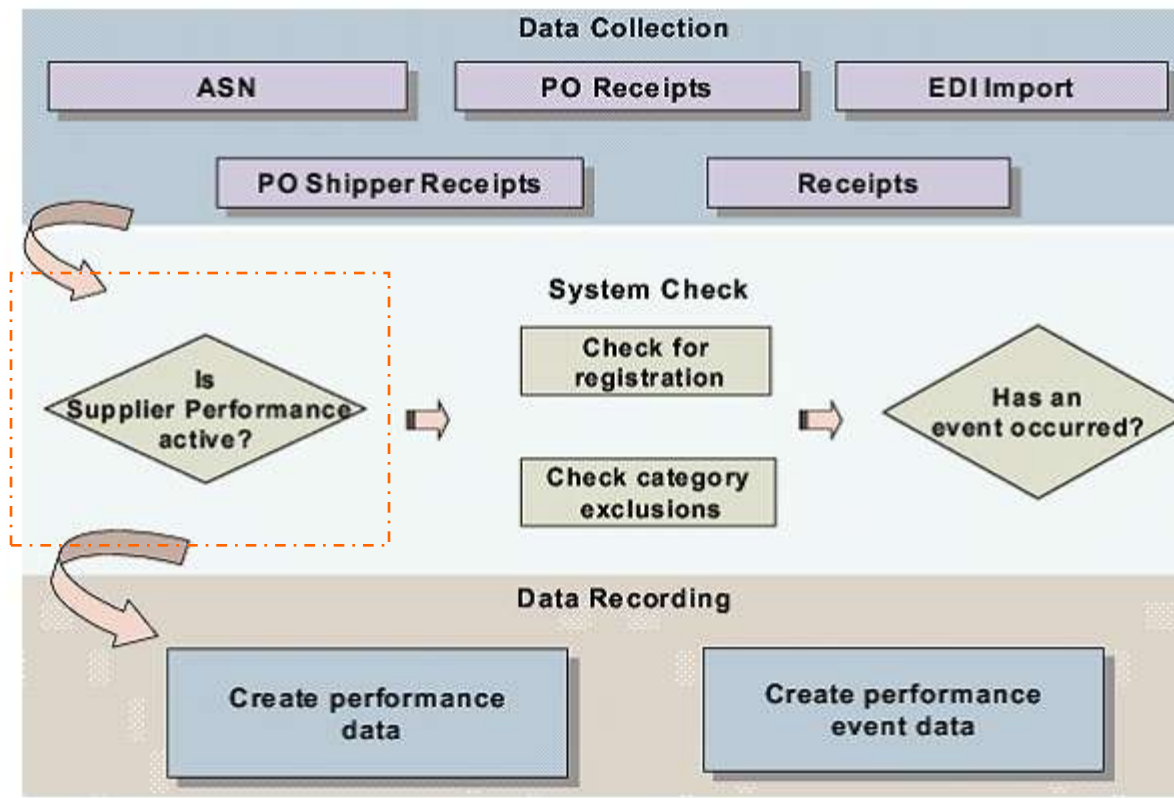 Data Collection
ASN
PO Receipts
EDI Import
PO Shipper Receipts
Receipts
System Check
Is
Supplier Performance
active?
Check for
registration
Check category
exclusions
Has an
event occurred?
Data Recording
Create performance
data
Create performance
event data